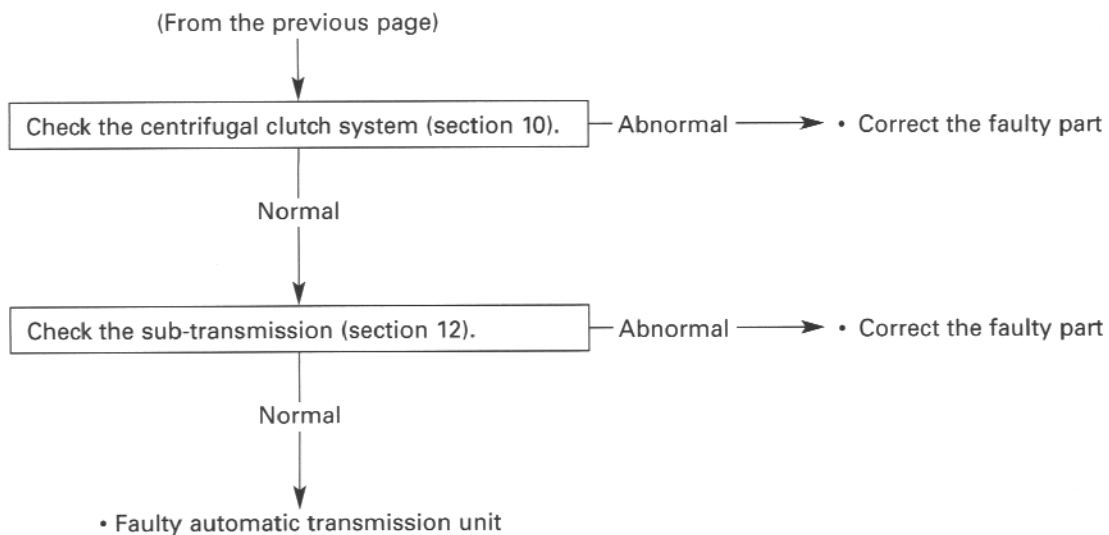 (From the previous page)
Check the centrifugal clutch system (section 10).
Abnormal
• Correct the faulty part
Normal
Check the sub-transmission (section 12).
Abnormal
• Correct the faulty part
Normal
• Faulty automatic transmission unit